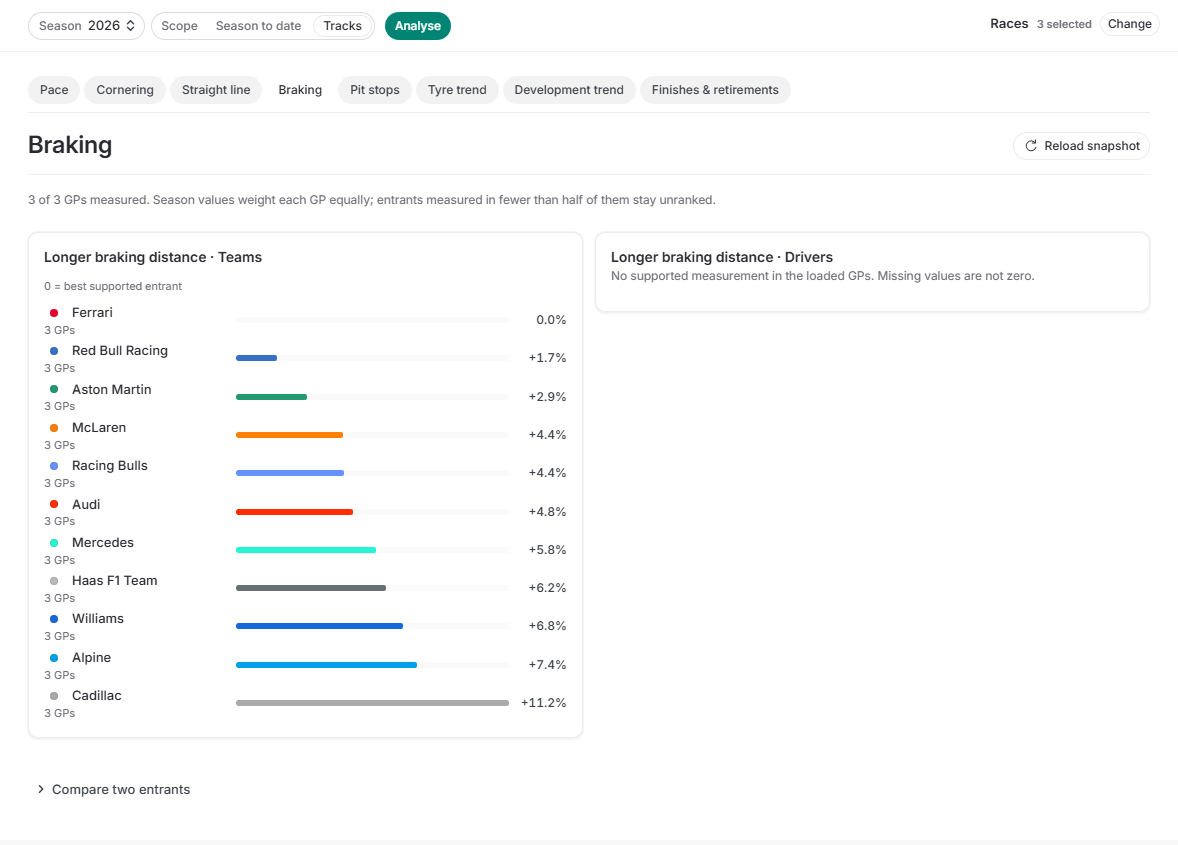 Season 2026
Scope Season to date Tracks
Analyse
Races 3 selected Change
Pace Cornering Straight line Braking Pit stops Tyre trend Development trend Finishes & retirements
Braking
Reload snapshot
3 of 3 GPs measured. Season values weight each GP equally; entrants measured in fewer than half of them stay unranked.
Longer braking distance · Teams
0 = best supported entrant
Ferrari
3 GPs
0.0%
Red Bull Racing
3 GPs
+1.7%
Aston Martin
3 GPs
+2.9%
McLaren
3 GPs
+4.4%
Racing Bulls
3 GPs
+4.4%
Audi
3 GPs
+4.8%
Mercedes
3 GPs
+5.8%
Haas F1 Team
3 GPs
+6.2%
Williams
3 GPs
+6.8%
Alpine
3 GPs
+7.4%
Cadillac
3 GPs
+11.2%
Longer braking distance · Drivers
No supported measurement in the loaded GPs. Missing values are not zero.
Compare two entrants